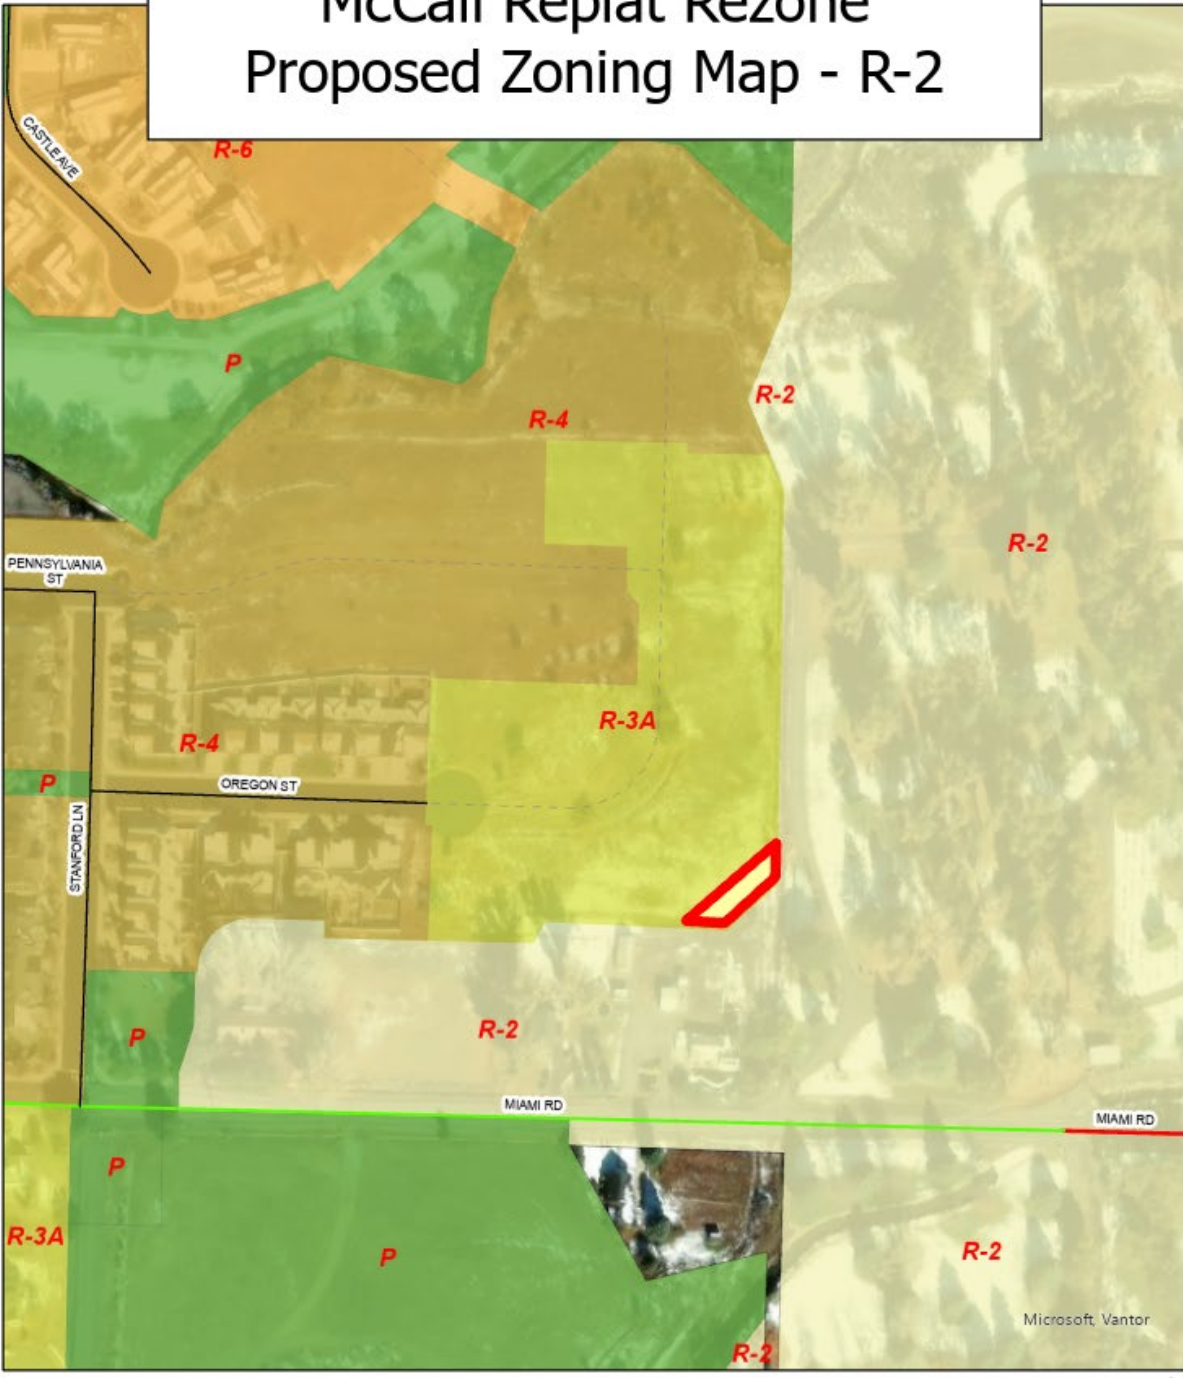 McCall Replat Rezone
Proposed Zoning Map - R-2
CASTLE AVE
R-6
P
R-2
R-4
R-2
PENNSYLVANIA
ST
R-3A
R-4
P
OREGON ST
STANFORD LN
P
R-2
MIAMI RD
MIAMI RD
P
R-3A
P
R-2
Microsoft, Vantor
R-2